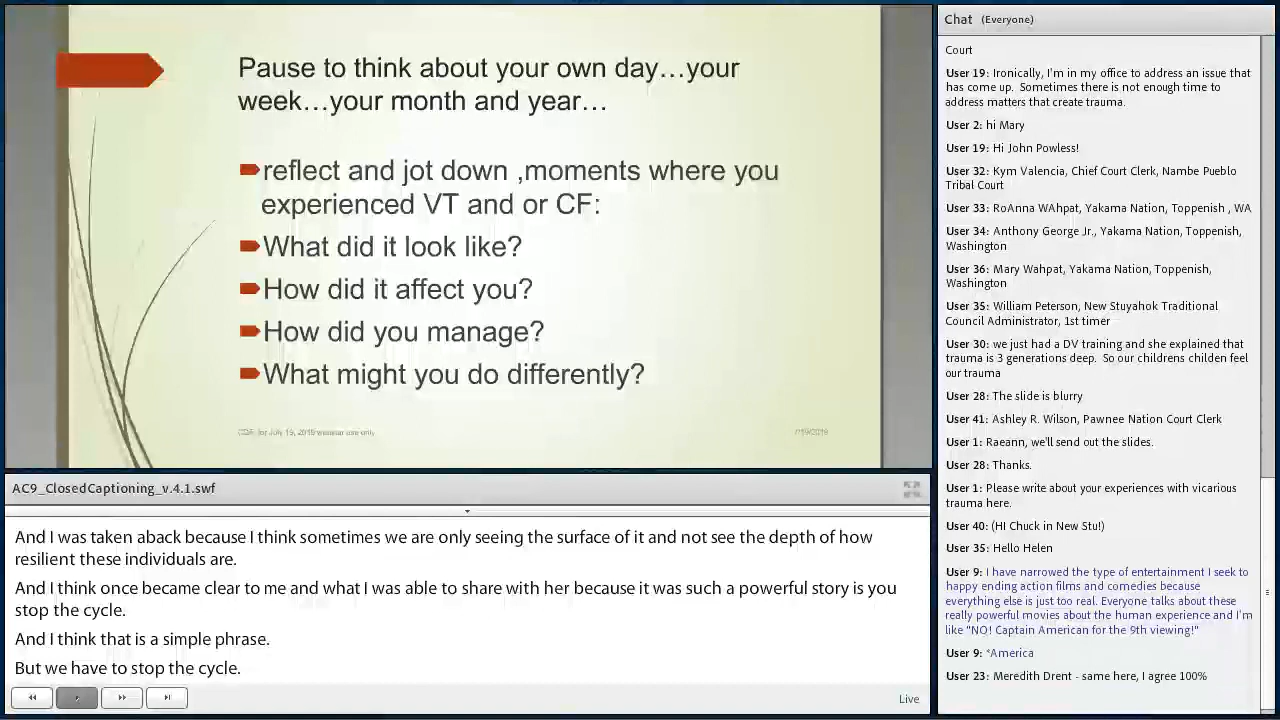 Pause to think about your own day…your
week…your month and year…
reflect and jot down ,moments where you
experienced VT and or CF:
What did it look like?
How did it affect you?
How did you manage?
What might you do differently?
for July 19, 2019 webinar use only
7/19/2019
AC9_ClosedCaptioning_v.4.1.swf
And I was taken aback because I think sometimes we are only seeing the surface of it and not see the depth of how
resilient these individuals are.
And I think once became clear to me and what I was able to share with her because it was such a powerful story is you
stop the cycle.
And I think that is a simple phrase.
But we have to stop the cycle.
Live
Chat (Everyone)
Court
User 19: Ironically, I'm in my office to address an issue that
has come up. Sometimes there is not enough time to
address matters that create trauma.
User 2: hi Mary
User 19: Hi John Powless!
User 32: Kym Valencia, Chief Court Clerk, Nambe Pueblo
Tribal Court
User 33: RoAnna WAhpat, Yakama Nation, Toppenish , WA
User 34: Anthony George Jr., Yakama Nation, Toppenish,
Washington
User 36: Mary Wahpat, Yakama Nation, Toppenish,
Washington
User 35: William Peterson, New Stuyahok Traditional
Council Administrator, 1st timer
User 30: we just had a DV training and she explained that
trauma is 3 generations deep. So our childrens childen feel
our trauma
User 28: The slide is blurry
User 41: Ashley R. Wilson, Pawnee Nation Court Clerk
User 1: Raeann, we'll send out the slides.
User 28: Thanks.
User 1: Please write about your experiences with vicarious
trauma here.
User 40: (HI Chuck in New Stu!)
User 35: Hello Helen
User 9: I have narrowed the type of entertainment I seek to
happy ending action films and comedies because
everything else is just too real. Everyone talks about these
really powerful movies about the human experience and I'm
like "NO! Captain American for the 9th viewing!"
User 9: *America
User 23: Meredith Drent - same here, I agree 100%